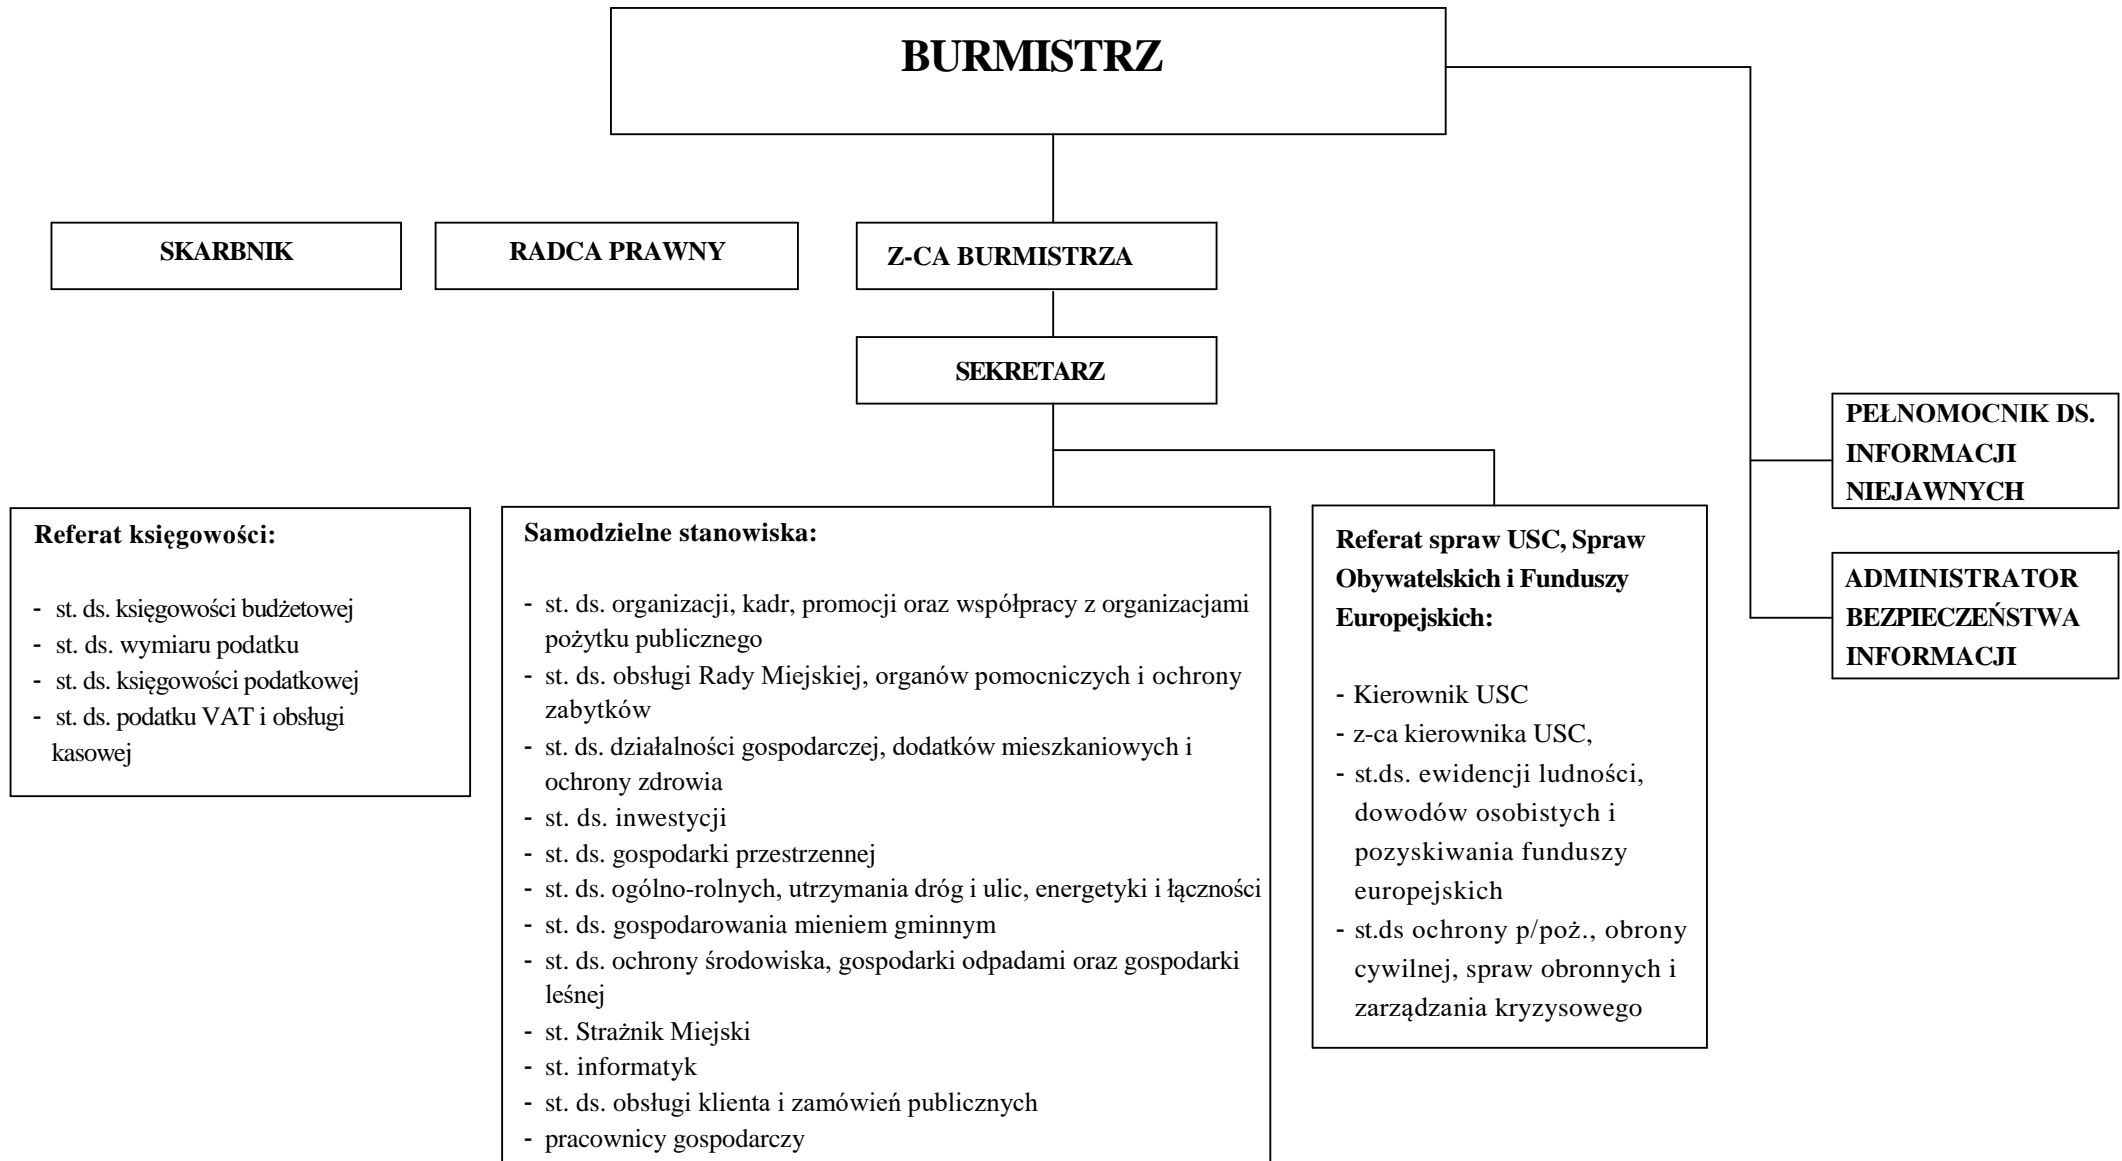 BURMISTRZ
SKARBNIK
RADCA PRAWNY
Z-CA BURMISTRZA
SEKRETARZ
PEŁNOMOCNIK DS.
INFORMACJI
NIEJAWNYCH
ADMINISTRATOR
BEZPIECZEŃSTWA
INFORMACJI
Referat księgowości:
- st. ds. księgowości budżetowej
- st. ds. wymiaru podatku
- st. ds. księgowości podatkowej
- st. ds. podatku VAT i obsługi
kasowej
Samodzielne stanowiska:
- st. ds. organizacji, kadr, promocji oraz współpracy z organizacjami
pożytku publicznego
- st. ds. obsługi Rady Miejskiej, organów pomocniczych i ochrony
zabytków
- st. ds. działalności gospodarczej, dodatków mieszkaniowych i
ochrony zdrowia
- st. ds. inwestycji
- st. ds. gospodarki przestrzennej
- st. ds. ogólno-rolnych, utrzymania dróg i ulic, energetyki i łączności
- st. ds. gospodarowania mieniem gminnym
- st. ds. ochrony środowiska, gospodarki odpadami oraz gospodarki
leśnej
- st. Strażnik Miejski
- st. informatyk
- st. ds. obsługi klienta i zamówień publicznych
- pracownicy gospodarczy
Referat spraw USC, Spraw
Obywatelskich i Funduszy
Europejskich:
- Kierownik USC
- z-ca kierownika USC,
- st.ds. ewidencji ludności,
dowodów osobistych i
pozyskiwania funduszy
europejskich
- st.ds ochrony p/poż., obrony
cywilnej, spraw obronnych i
zarządzania kryzysowego